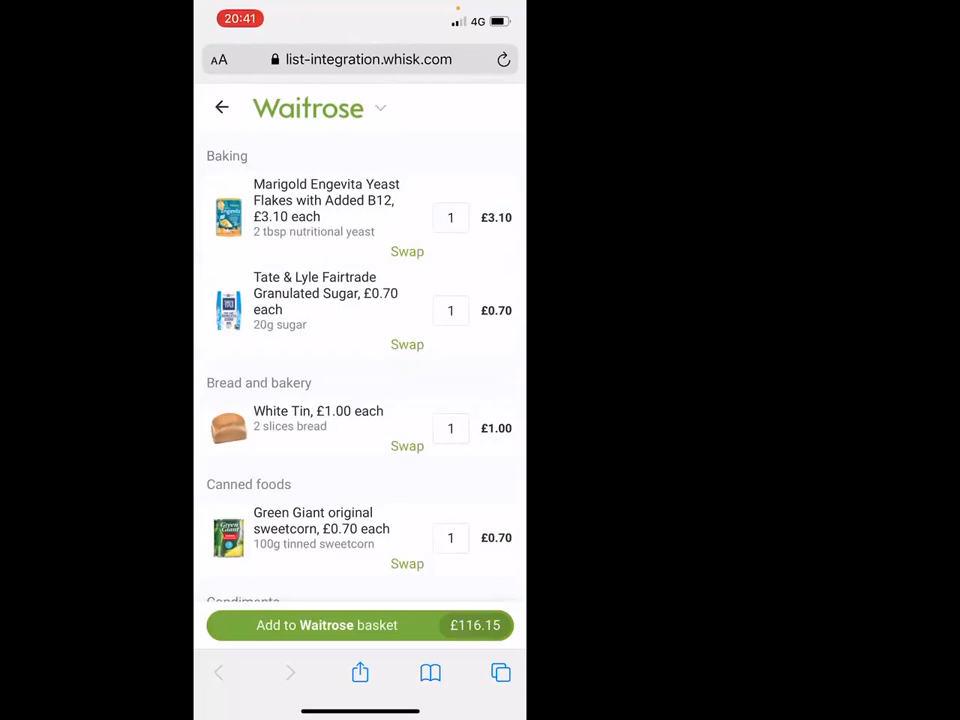 20:41
4G
AA
list-integration.whisk.com
Waitrose
Baking
Marigold Engevita Yeast
Flakes with Added B12,
£3.10 each
2 tbsp nutritional yeast
1
£3.10
Swap
Tate & Lyle Fairtrade
Granulated Sugar, £0.70
each
20g sugar
1
£0.70
Swap
Bread and bakery
White Tin, £1.00 each
2 slices bread
1
£1.00
Swap
Canned foods
Green Giant original
sweetcorn, £0.70 each
100g tinned sweetcorn
Green Giant
1
£0.70
Swap
Condiments
Add to Waitrose basket
£116.15